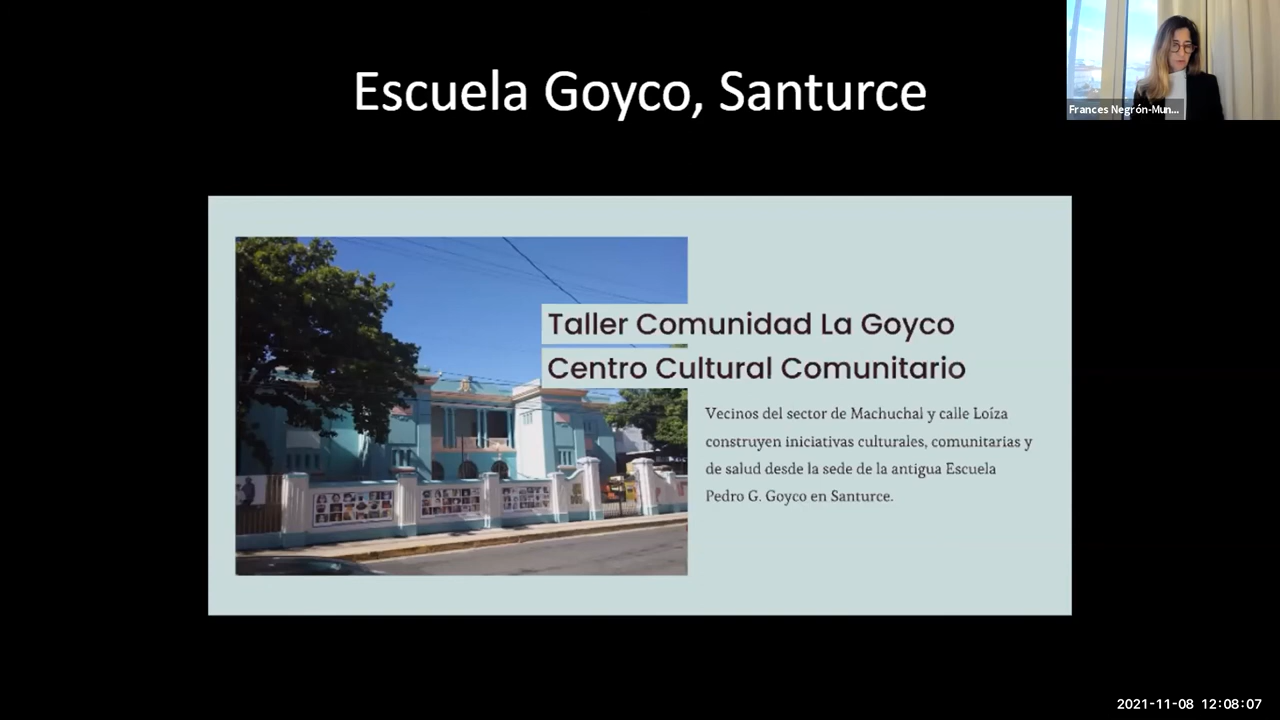 Escuela Goyco, Santurce
Frances Negrón-Mun...
Taller Comunidad La Goyco
Centro Cultural Comunitario
Vecinos del sector de Machuchal y calle Loíza
construyen iniciativas culturales, comunitarias y
de salud desde la sede de la antigua Escuela
Pedro G. Goyco en Santurce.
2021-11-08 12:08:07